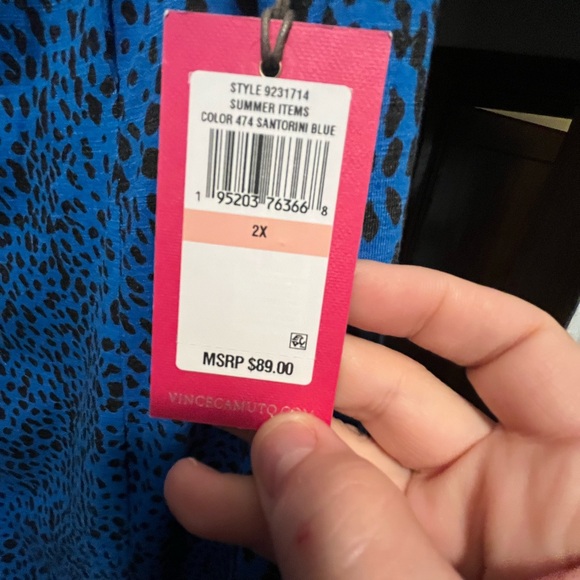 STYLE 9231714
SUMMER ITEMS
COLOR 474 SANTORINI BLUE
1 95203 76366 8
2X
MSRP $89.00
VINCECAMUTO.COM